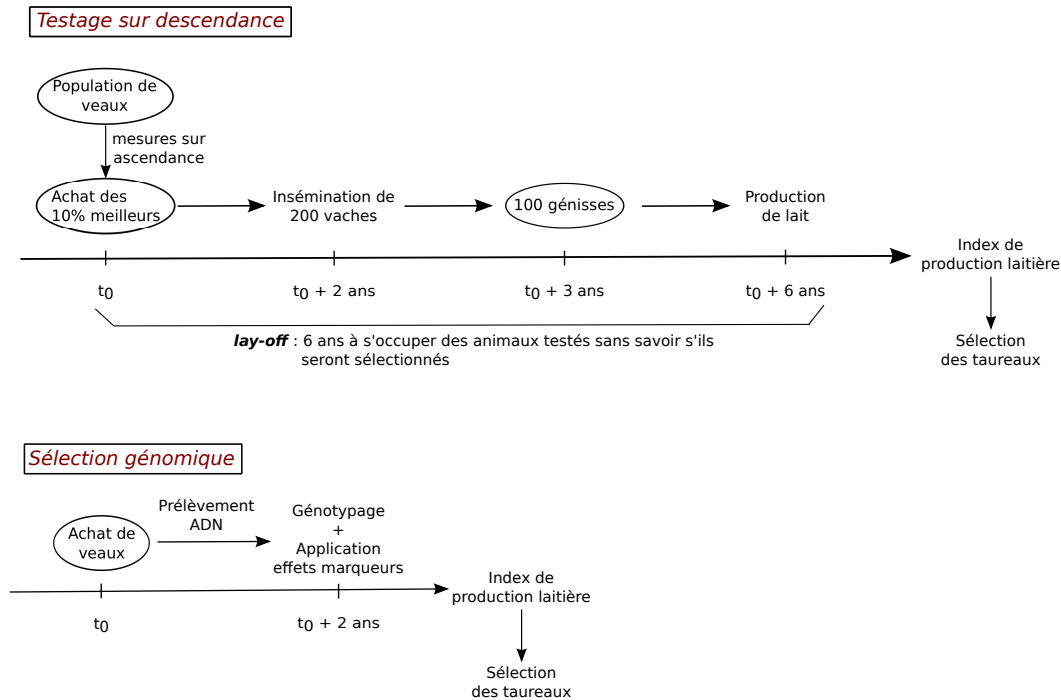 Testage sur descendance
Population de
veaux
mesures sur
ascendance
Achat des
10% meilleurs
Insémination de
200 vaches
100 génisses
Production
de lait
Index de
production laitière
t0
t0 + 2 ans
t0 + 3 ans
t0 + 6 ans
lay-off : 6 ans à s'occuper des animaux testés sans savoir s'ils
seront sélectionnés
Sélection
des taureaux
Sélection génomique
Achat de
veaux
Prélèvement
ADN
Génotypage
+
Application
effets marqueurs
Index de
production laitière
t0
t0 + 2 ans
Sélection
des taureaux